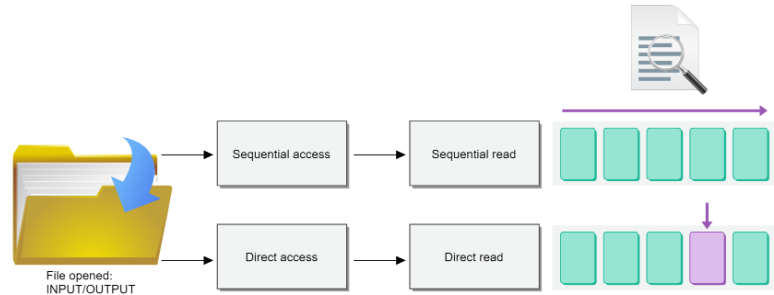 Sequential access
Sequential read
Direct access
Direct read
File opened:
INPUT/OUTPUT